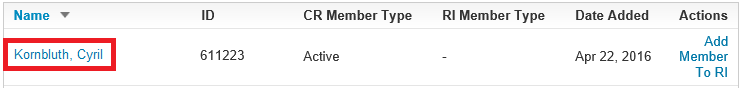 Name ID CR Member Type RI Member Type Date Added Actions
Kornbluth, Cyril 611223 Active - Apr 22, 2016 Add
Member
To RI